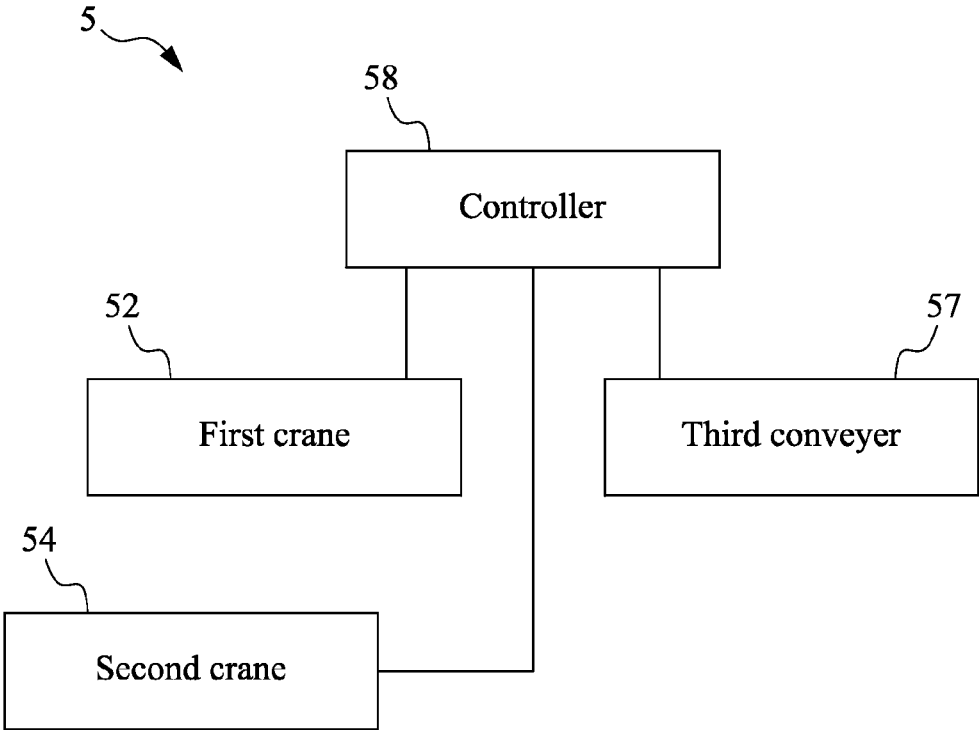 5
58
Controller
52
57
First crane
Third conveyer
54
Second crane